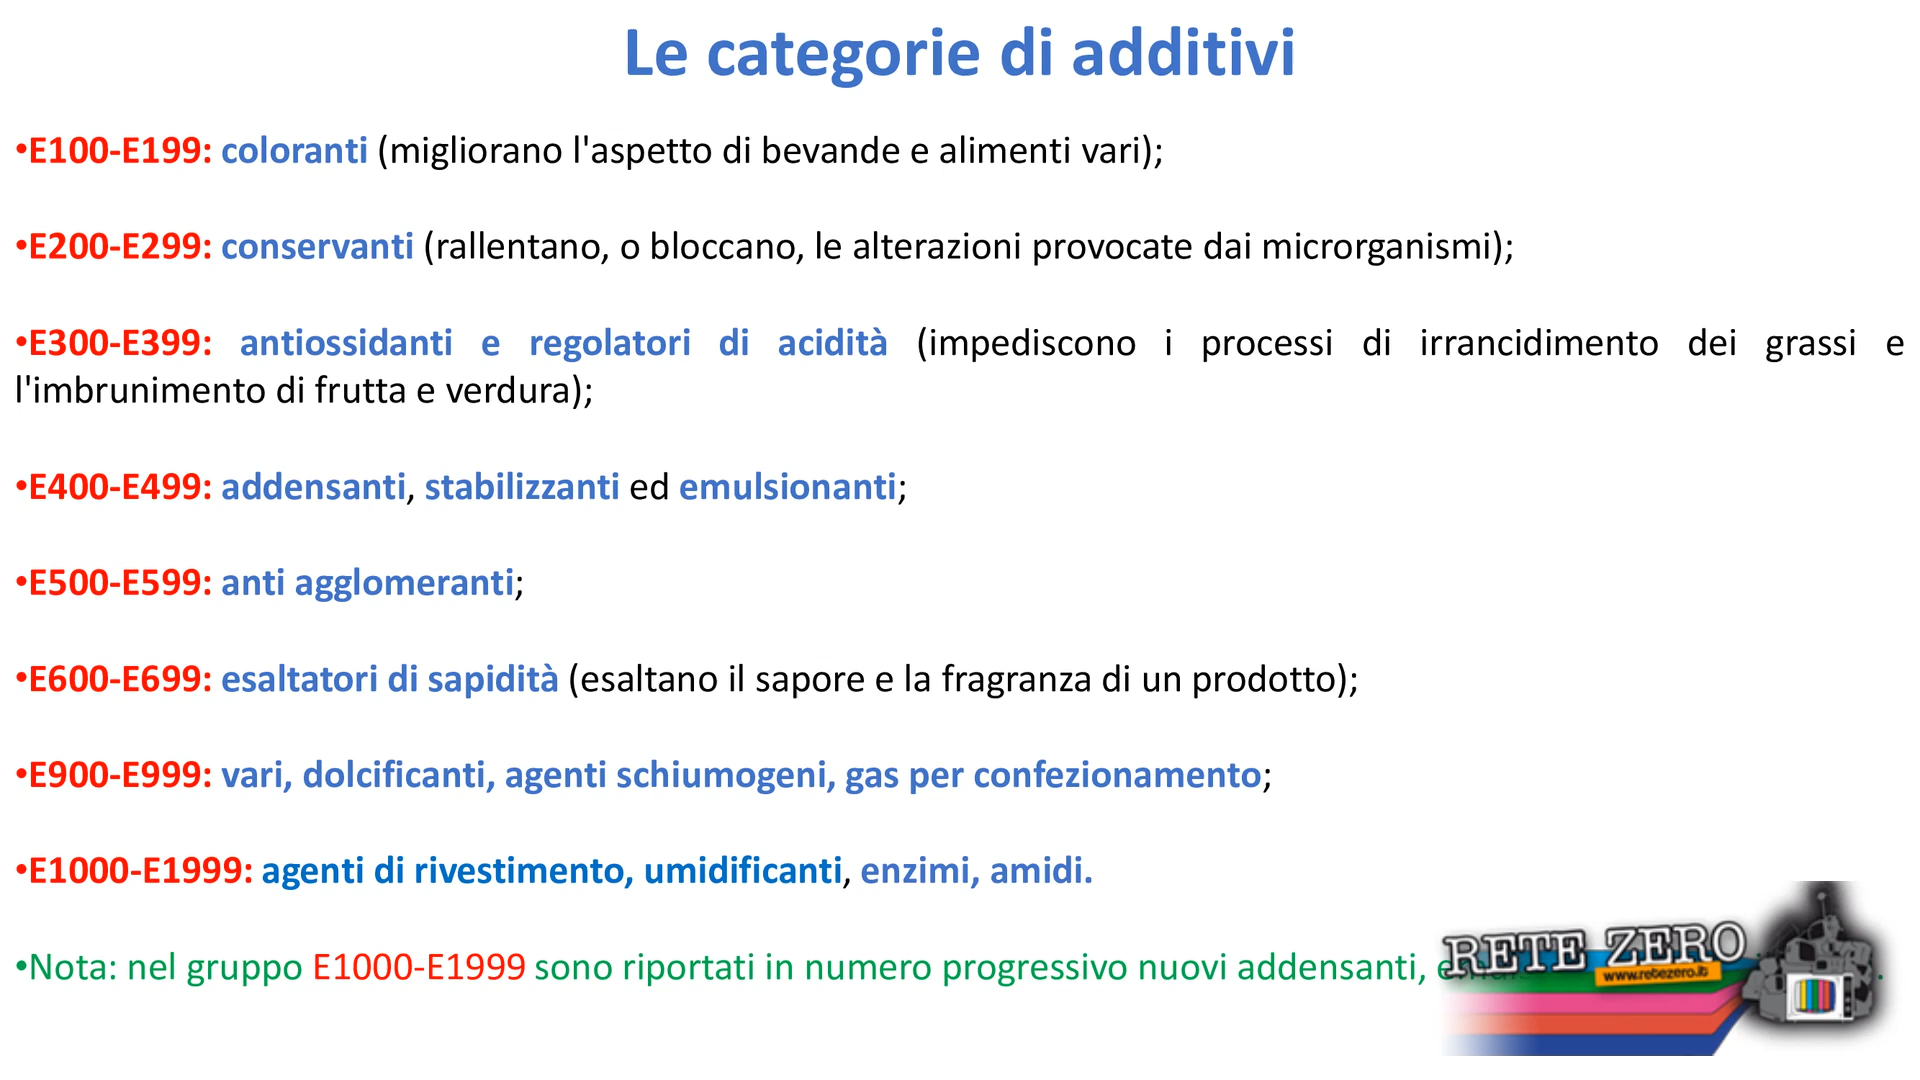 Le categorie di additivi
•E100-E199: coloranti (migliorano l'aspetto di bevande e alimenti vari);
•E200-E299: conservanti (rallentano, o bloccano, le alterazioni provocate dai microrganismi);
•E300-E399: antiossidanti e regolatori di acidità (impediscono i processi di irrancidimento dei grassi e
l'imbrunimento di frutta e verdura);
•E400-E499: addensanti, stabilizzanti ed emulsionanti;
•E500-E599: anti agglomeranti;
•E600-E699: esaltatori di sapidità (esaltano il sapore e la fragranza di un prodotto);
•E900-E999: vari, dolcificanti, agenti schiumogeni, gas per confezionamento;
•E1000-E1999: agenti di rivestimento, umidificanti, enzimi, amidi.
•Nota: nel gruppo E1000-E1999 sono riportati in numero progressivo nuovi addensanti,
RETE ZERO
www.retezero.it